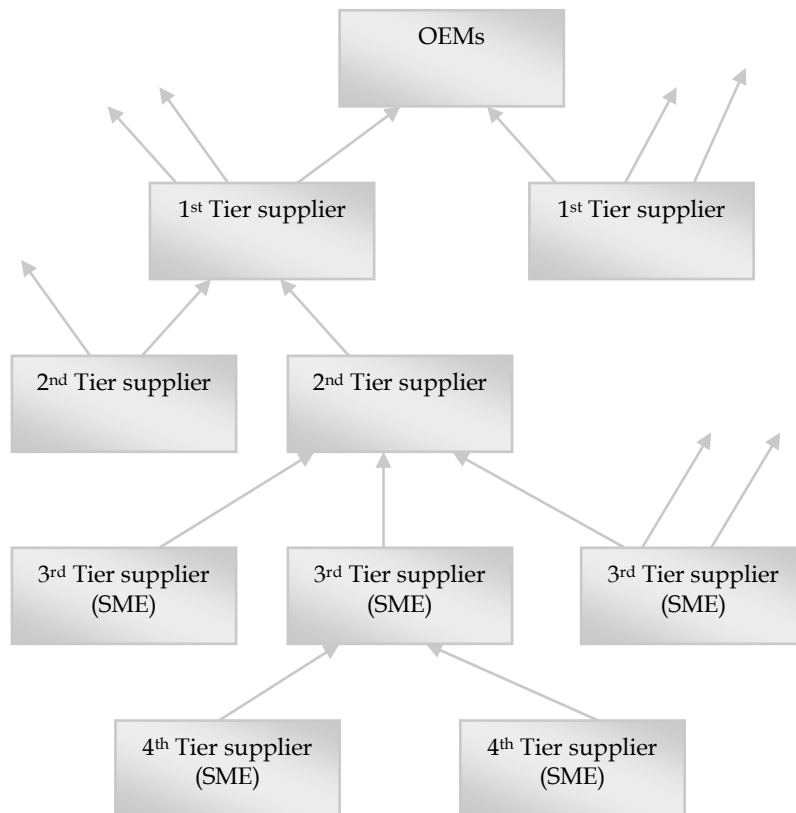 OEMs
1st Tier supplier
1st Tier supplier
2nd Tier supplier
2nd Tier supplier
3rd Tier supplier
(SME)
3rd Tier supplier
(SME)
3rd Tier supplier
(SME)
4th Tier supplier
(SME)
4th Tier supplier
(SME)